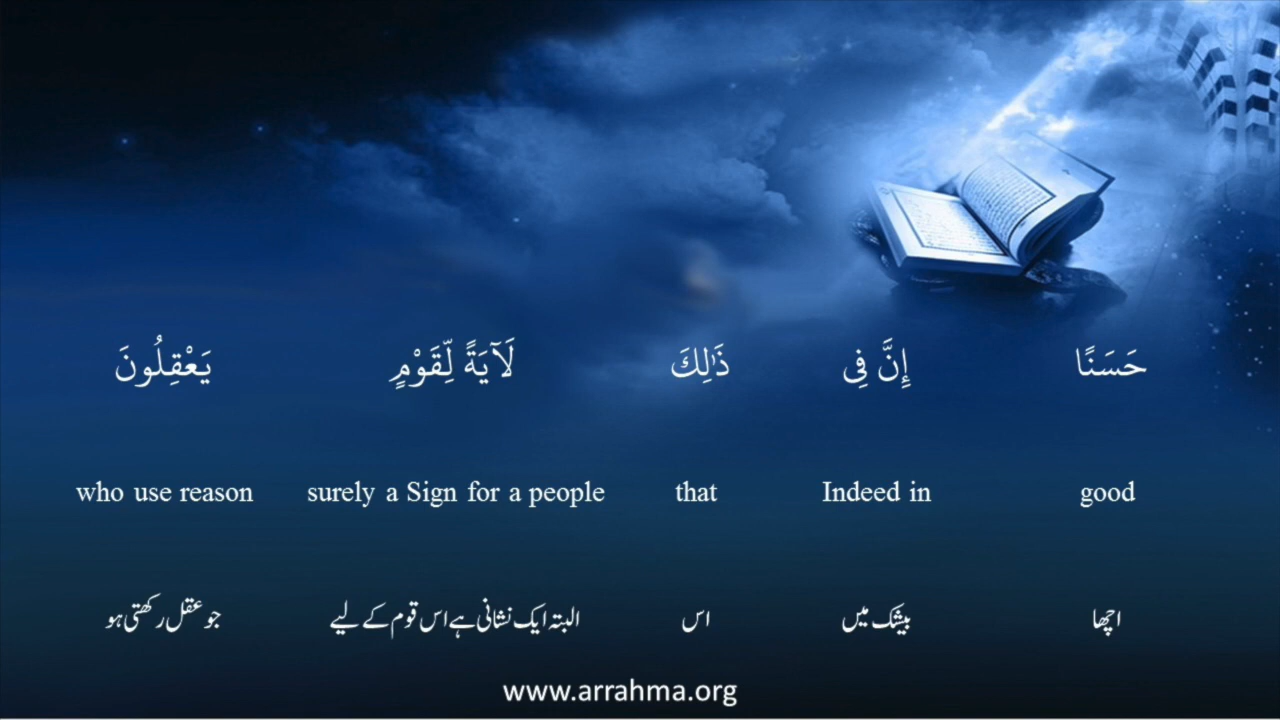 حَسَنًا إِنَّ فِى ذَٰلِكَ لَآيَةً لِّقَوْمٍ يَعْقِلُونَ
who use reason surely a Sign for a people that Indeed in good
اچھا بیشک میں اس البتہ ایک نشانی ہے اس قوم کے لیے جو عقل رکھتی ہو
www.arrahma.org